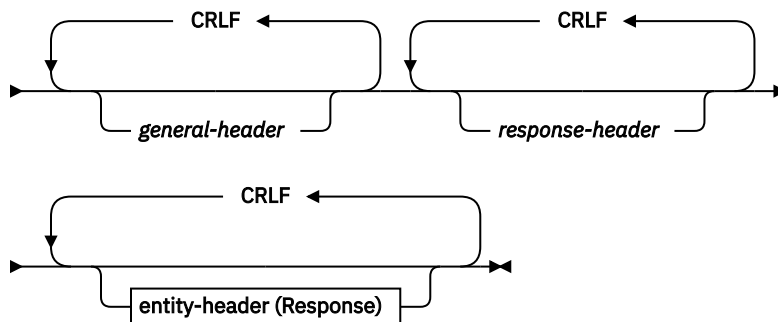 CRLF CRLF
general-header response-header
CRLF
entity-header (Response)